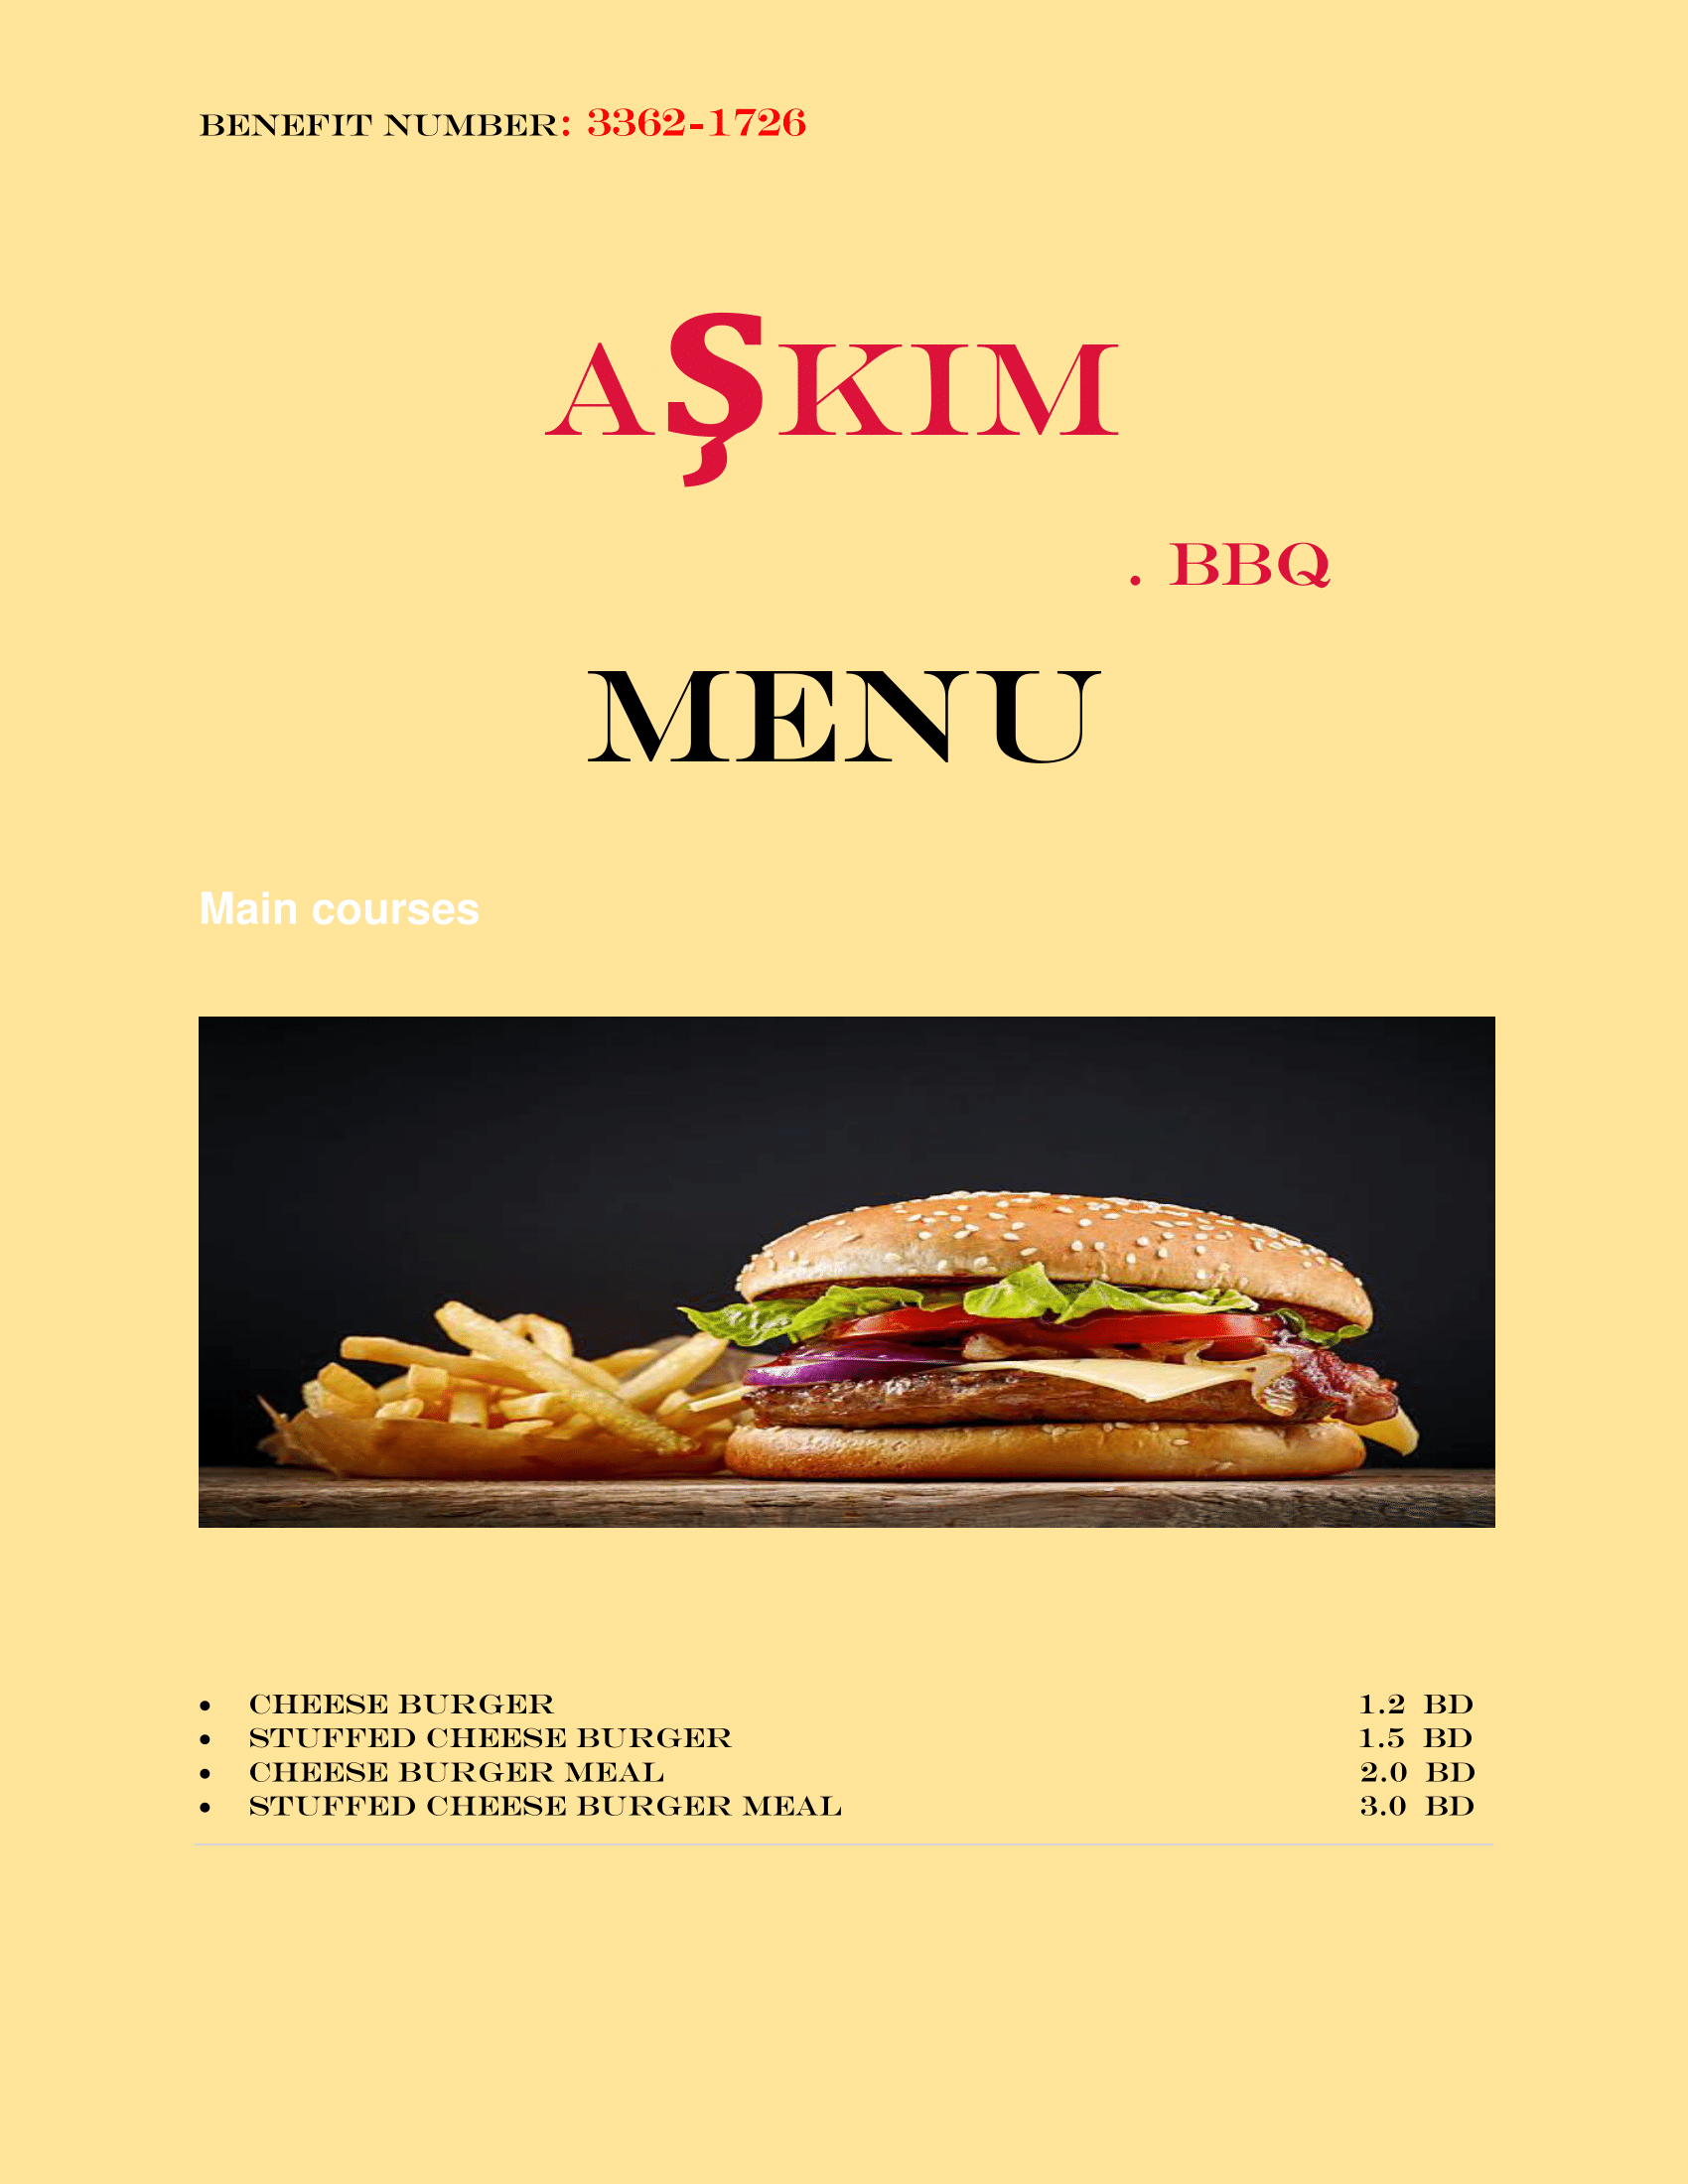 BENEFIT NUMBER: 3362-1726
AŞKIM
. BBQ
MENU
Main courses
• CHEESE BURGER 1.2 BD
• STUFFED CHEESE BURGER 1.5 BD
• CHEESE BURGER MEAL 2.0 BD
• STUFFED CHEESE BURGER MEAL 3.0 BD